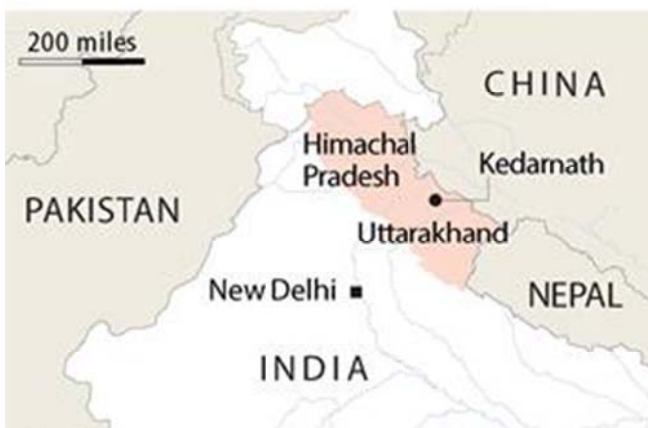 200 miles
CHINA
Himachal
Pradesh
Kedarnath
PAKISTAN
Uttarakhand
New Delhi
NEPAL
INDIA